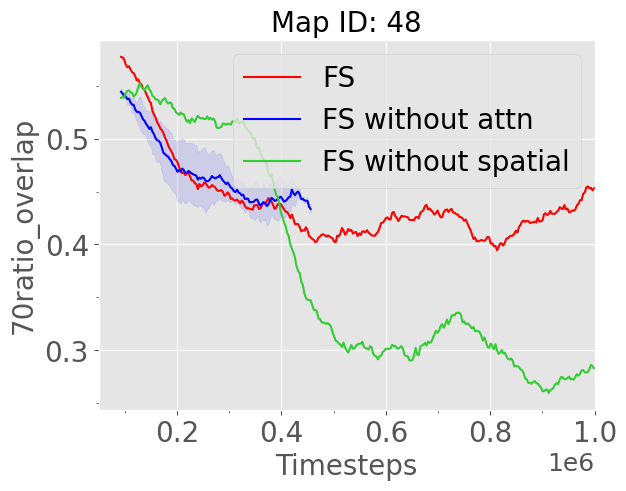 Map ID: 48
FS
FS without attn
FS without spatial
70ratio_overlap
0.5
0.4
0.3
0.2
0.4
0.6
0.8
1.0
Timesteps
1e6